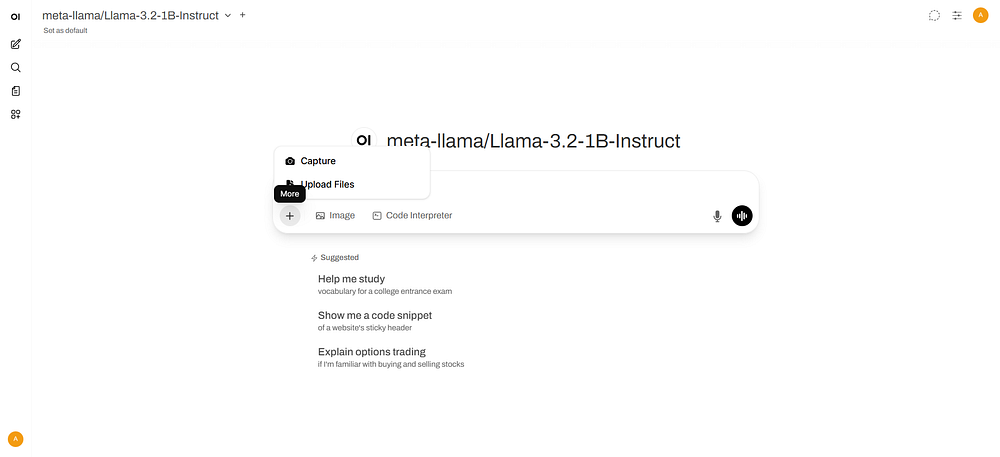 OI
meta-llama/Llama-3.2-1B-Instruct
Set as default
A
OI meta-llama/Llama-3.2-1B-Instruct
Capture
Upload Files
More
Image
Code Interpreter
Suggested
Help me study
vocabulary for a college entrance exam
Show me a code snippet
of a website's sticky header
Explain options trading
if I'm familiar with buying and selling stocks
A